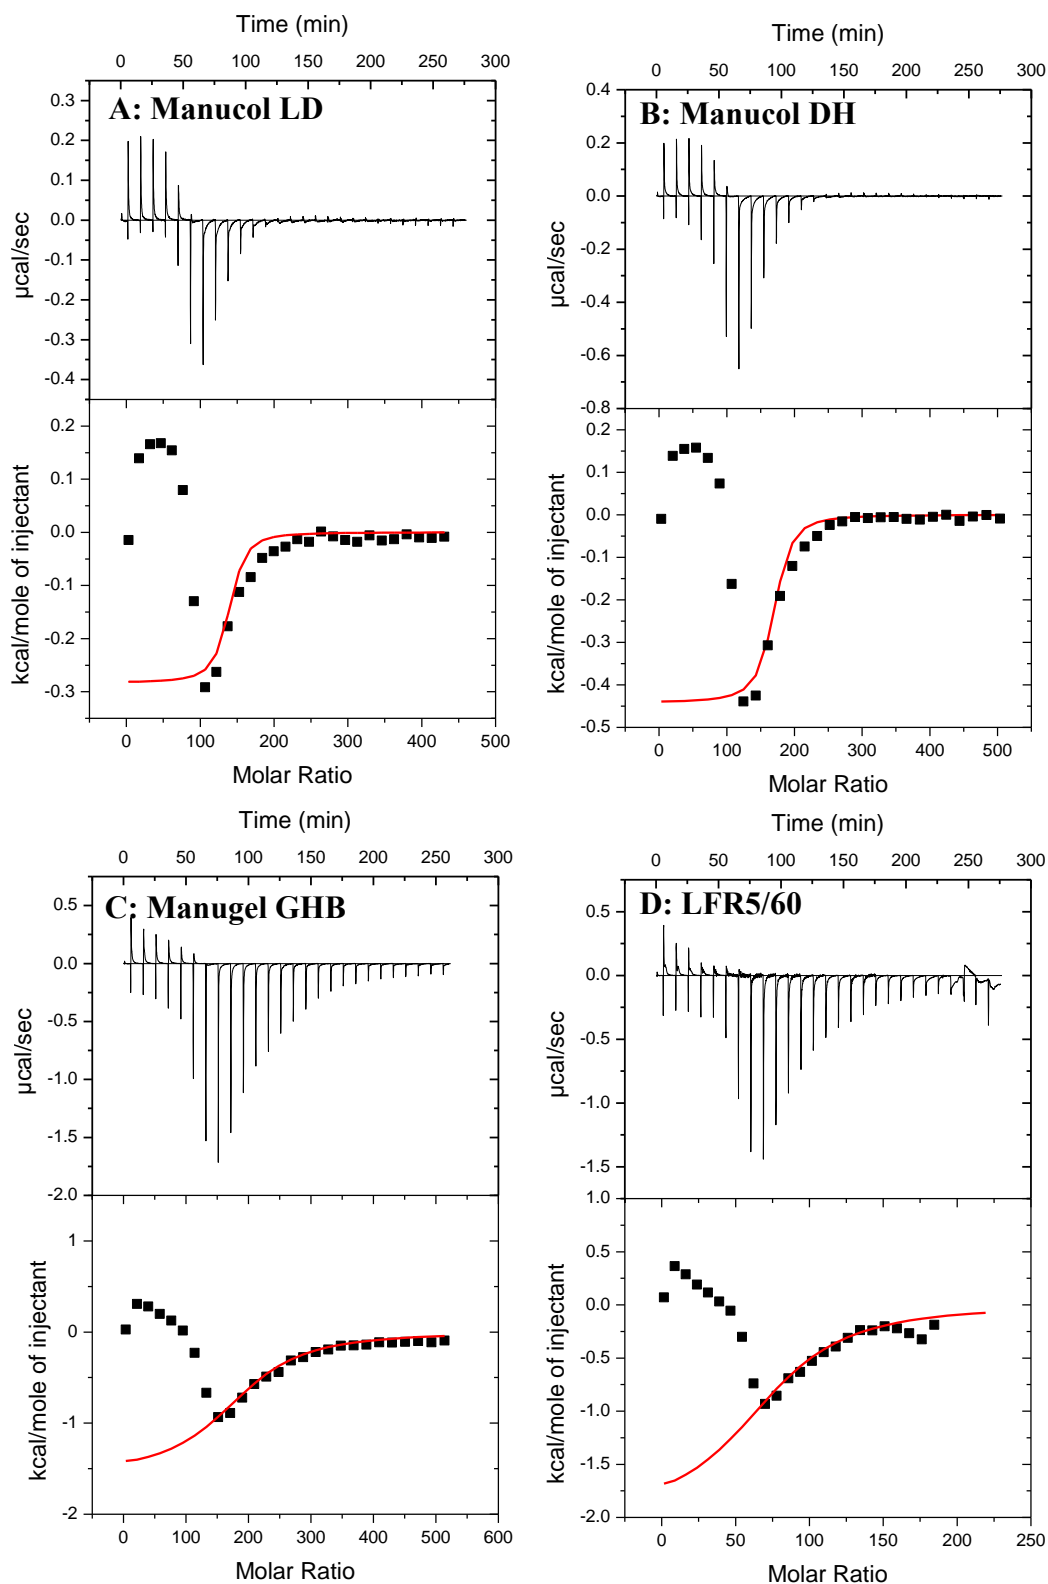 Time (min)
0 50 100 150 200 250 300
A: Manucol LD
0.3
0.2
0.1
0.0
-0.1
-0.2
-0.3
-0.4
µcal/sec
0.2
0.1
0.0
-0.1
-0.2
-0.3
kcal/mole of injectant
0 100 200 300 400 500
Molar Ratio
Time (min)
0 50 100 150 200 250 300
B: Manucol DH
0.4
0.2
0.0
-0.2
-0.4
-0.6
-0.8
µcal/sec
0.2
0.1
0.0
-0.1
-0.2
-0.3
-0.4
-0.5
kcal/mole of injectant
0 100 200 300 400 500
Molar Ratio
Time (min)
0 50 100 150 200 250 300
C: Manugel GHB
0.5
0.0
-0.5
-1.0
-1.5
-2.0
µcal/sec
1
0
-1
-2
kcal/mole of injectant
0 100 200 300 400 500 600
Molar Ratio
Time (min)
0 50 100 150 200 250 300
D: LFR5/60
0.5
0.0
-0.5
-1.0
-1.5
µcal/sec
1.0
0.5
0.0
-0.5
-1.0
-1.5
-2.0
kcal/mole of injectant
0 50 100 150 200 250
Molar Ratio